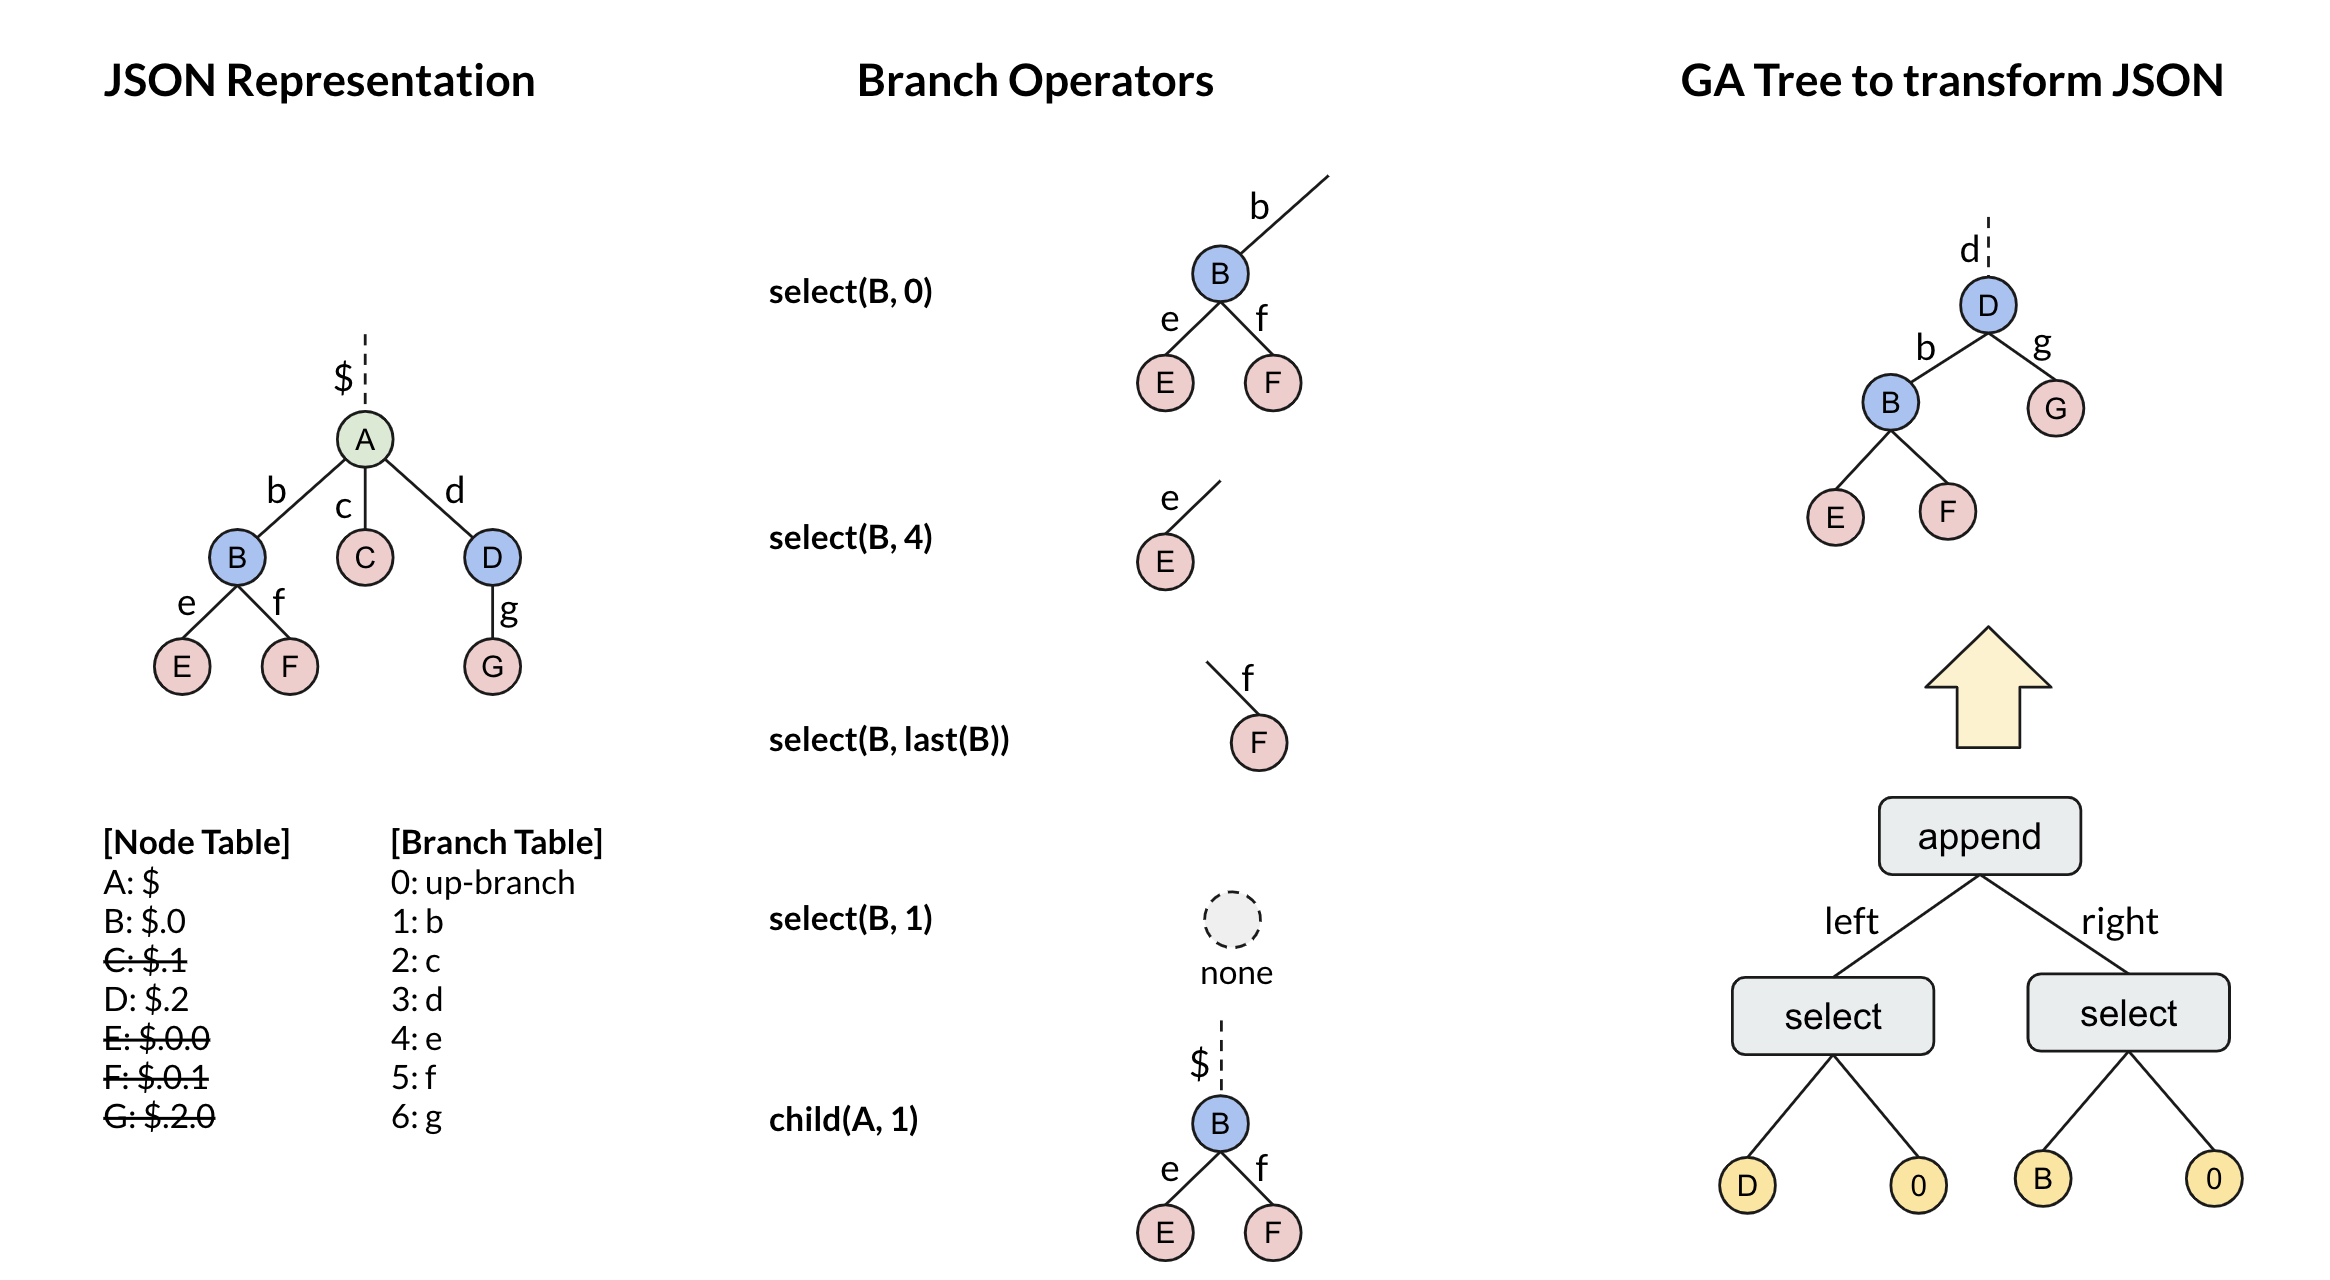 JSON Representation
$
A
b
c
d
B
C
D
e
f
g
E
F
G
[Node Table]
A: $
B: $.0
C: $.1
D: $.2
E: $.0.0
F: $.0.1
G: $.2.0
[Branch Table]
0: up-branch
1: b
2: c
3: d
4: e
5: f
6: g
Branch Operators
select(B, 0)
b
B
e
f
E
F
select(B, 4)
e
E
select(B, last(B))
f
F
select(B, 1)
none
child(A, 1)
$
B
e
f
E
F
GA Tree to transform JSON
d
D
b
g
B
G
E
F
append
left
right
select
select
D
0
B
0